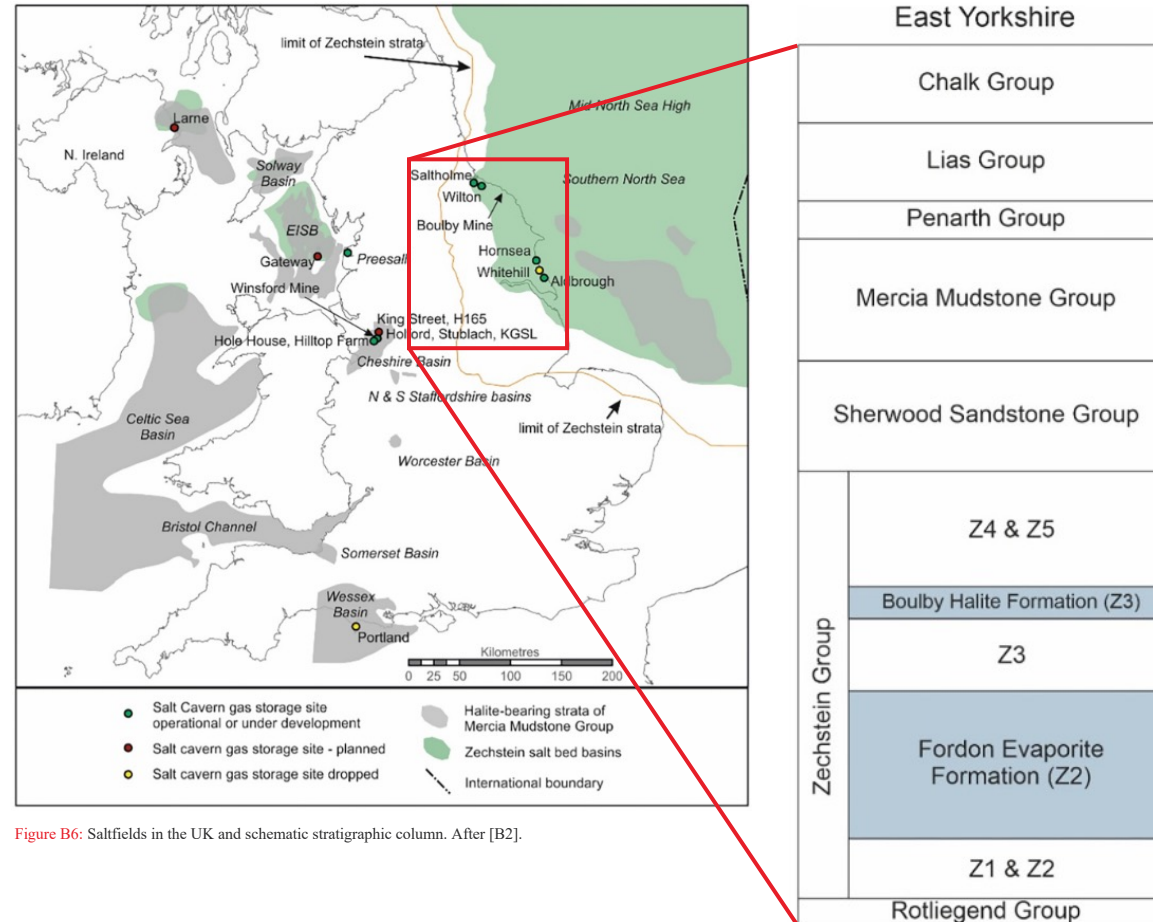 limit of Zechstein strata
Mid North Sea High
Larne
N. Ireland
Solway
Basin
Saltholme
Southern North Sea
Wilton
Boulby Mine
EISB
Hornsea
Gateway
Preesall
Whitehill
Aldbrough
Winsford Mine
King Street, H165
Holford, Stublach, KGSL
Hole House, Hilltop Farm
Cheshire Basin
N & S Staffordshire basins
limit of Zechstein strata
Celtic Sea
Basin
Worcester Basin
Bristol Channel
Somerset Basin
Wessex
Basin
Portland
Kilometres
0 25 50 100 150 200
Salt Cavern gas storage site
operational or under development
Salt cavern gas storage site - planned
Salt cavern gas storage site dropped
Halite-bearing strata of
Mercia Mudstone Group
Zechstein salt bed basins
International boundary
Figure B6: Saltfields in the UK and schematic stratigraphic column. After [B2].
East Yorkshire
Chalk Group
Lias Group
Penarth Group
Mercia Mudstone Group
Sherwood Sandstone Group
Zechstein Group
Z4 & Z5
Boulby Halite Formation (Z3)
Z3
Fordon Evaporite
Formation (Z2)
Z1 & Z2
Rotliegend Group